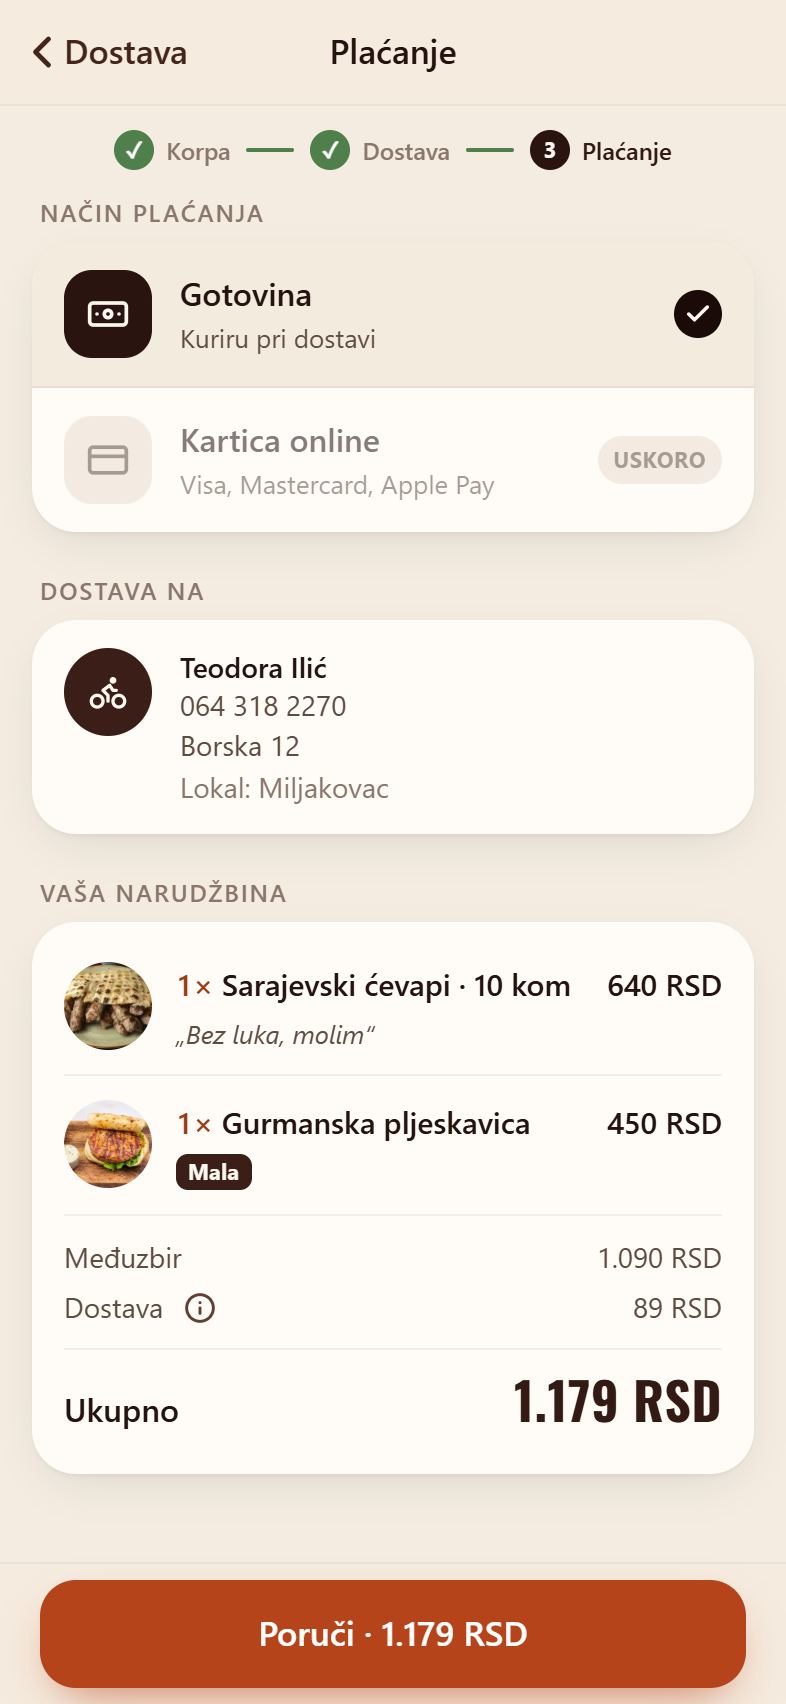 Dostava
Plaćanje
Korpa
Dostava
3 Plaćanje
NAČIN PLAĆANJA
Gotovina
Kuriru pri dostavi
Kartica online
Visa, Mastercard, Apple Pay
USKORO
DOSTAVA NA
Teodora Ilić
064 318 2270
Borska 12
Lokal: Miljakovac
VAŠA NARUDŽBINA
1× Sarajevski ćevapi · 10 kom 640 RSD
„Bez luka, molim“
1× Gurmanska pljeskavica 450 RSD
Mala
Međuzbir 1.090 RSD
Dostava 89 RSD
Ukupno 1.179 RSD
Poruči · 1.179 RSD